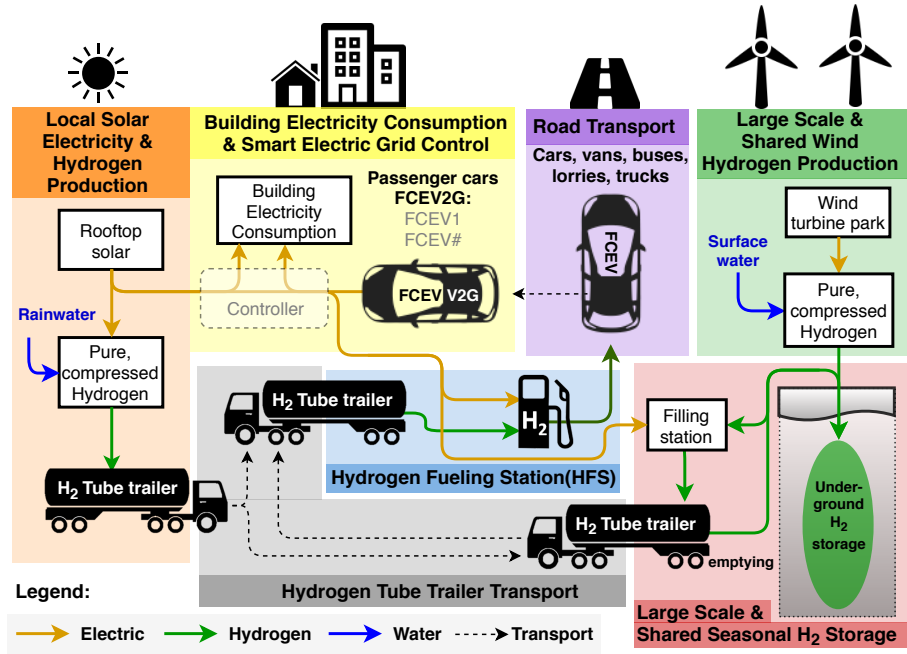 Local Solar
Electricity &
Hydrogen
Production
Building Electricity Consumption
& Smart Electric Grid Control
Road Transport
Large Scale &
Shared Wind
Hydrogen Production
Cars, vans, buses,
lorries, trucks
Rooftop
solar
Building
Electricity
Consumption
Passenger cars
FCEV2G:
FCEV1
FCEV#
FCEV
Wind
turbine park
Surface
water
Controller
FCEV V2G
Pure,
compressed
Hydrogen
Rainwater
Pure,
compressed
Hydrogen
H2 Tube trailer
H2
Filling
station
Hydrogen Fueling Station(HFS)
H2 Tube trailer
Under-
ground
H2
storage
H2 Tube trailer
emptying
Hydrogen Tube Trailer Transport
Large Scale &
Shared Seasonal H2 Storage
Legend:
Electric
Hydrogen
Water
Transport